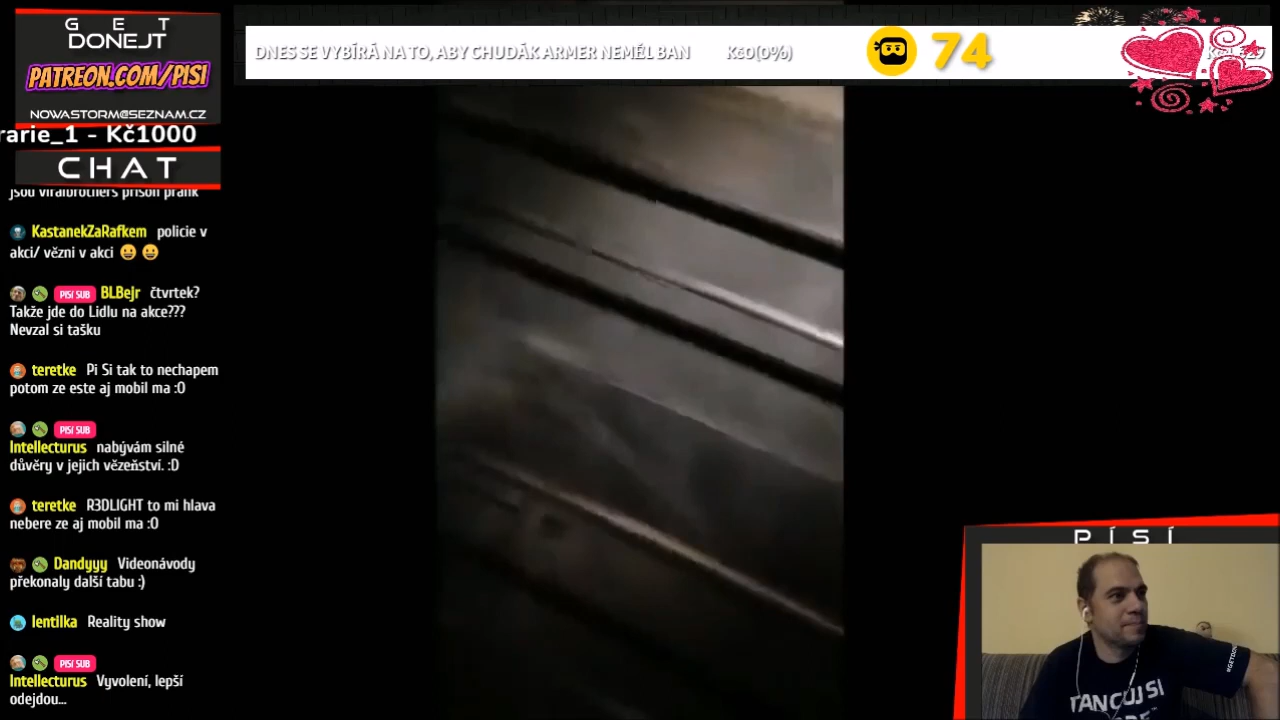 GET
DONEJT
PATREON.COM/PISI
NOWASTORM@SEZNAM.CZ
rarie_1 - Kč1000
CHAT
jsou viralbrothers prison prank
KastanekZaRafkem policie v
akci/ vězni v akci
PISI SUB BLBejr čtvrtek?
Takže jde do Lidlu na akce???
Nevzal si tašku
teretke Pi Si tak to nechapem
potom ze este aj mobil ma :O
PISI SUB
Intellecturus nabývám silné
důvěry v jejich vězeňství. :D
teretke R3DLIGHT to mi hlava
nebere ze aj mobil ma :O
Dandyyy Videonávody
překonaly další tabu :)
lentilka Reality show
PISI SUB
Intellecturus Vyvolení, lepší
odejdou...
DNES SE VYBÍRÁ NA TO, ABY CHUDÁK ARMER NEMĚL BAN Kč0(0%)
74
PÍSÍ
TANCUJ SI